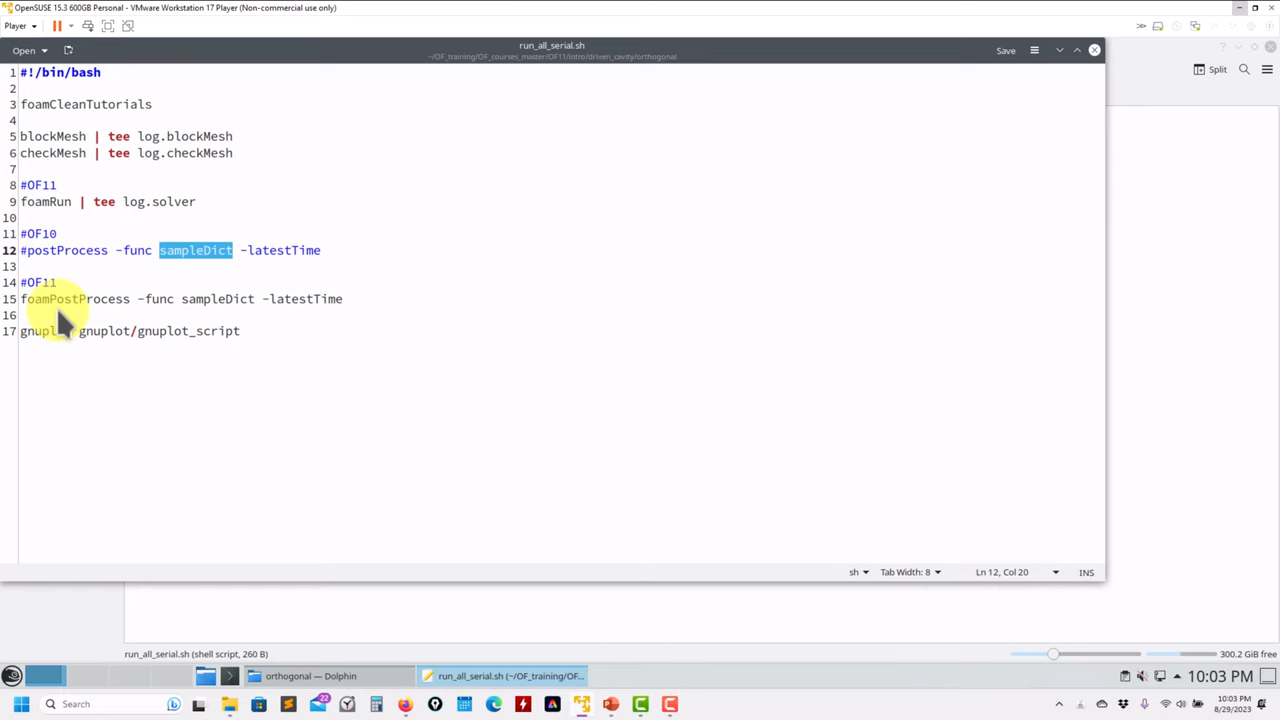 OpenSUSE 15.3 600GB Personal - VMware Workstation 17 Player (Non-commercial use only)
Player
Open
run_all_serial.sh
~/OF_training/OF_courses_master/OF11/intro/driven_cavity/orthogonal
Save
Split
1 #!/bin/bash
2
3 foamCleanTutorials
4
5 blockMesh | tee log.blockMesh
6 checkMesh | tee log.checkMesh
7
8 #OF11
9 foamRun | tee log.solver
10
11 #OF10
12 #postProcess -func sampleDict -latestTime
13
14 #OF11
15 foamPostProcess -func sampleDict -latestTime
16
17 gnuplot gnuplot/gnuplot_script
sh
Tab Width: 8
Ln 12, Col 20
INS
run_all_serial.sh (shell script, 260 B)
300.2 GiB free
orthogonal — Dolphin
run_all_serial.sh (~/OF_training/OF...
10:03 PM
Search
22
10:03 PM
8/29/2023